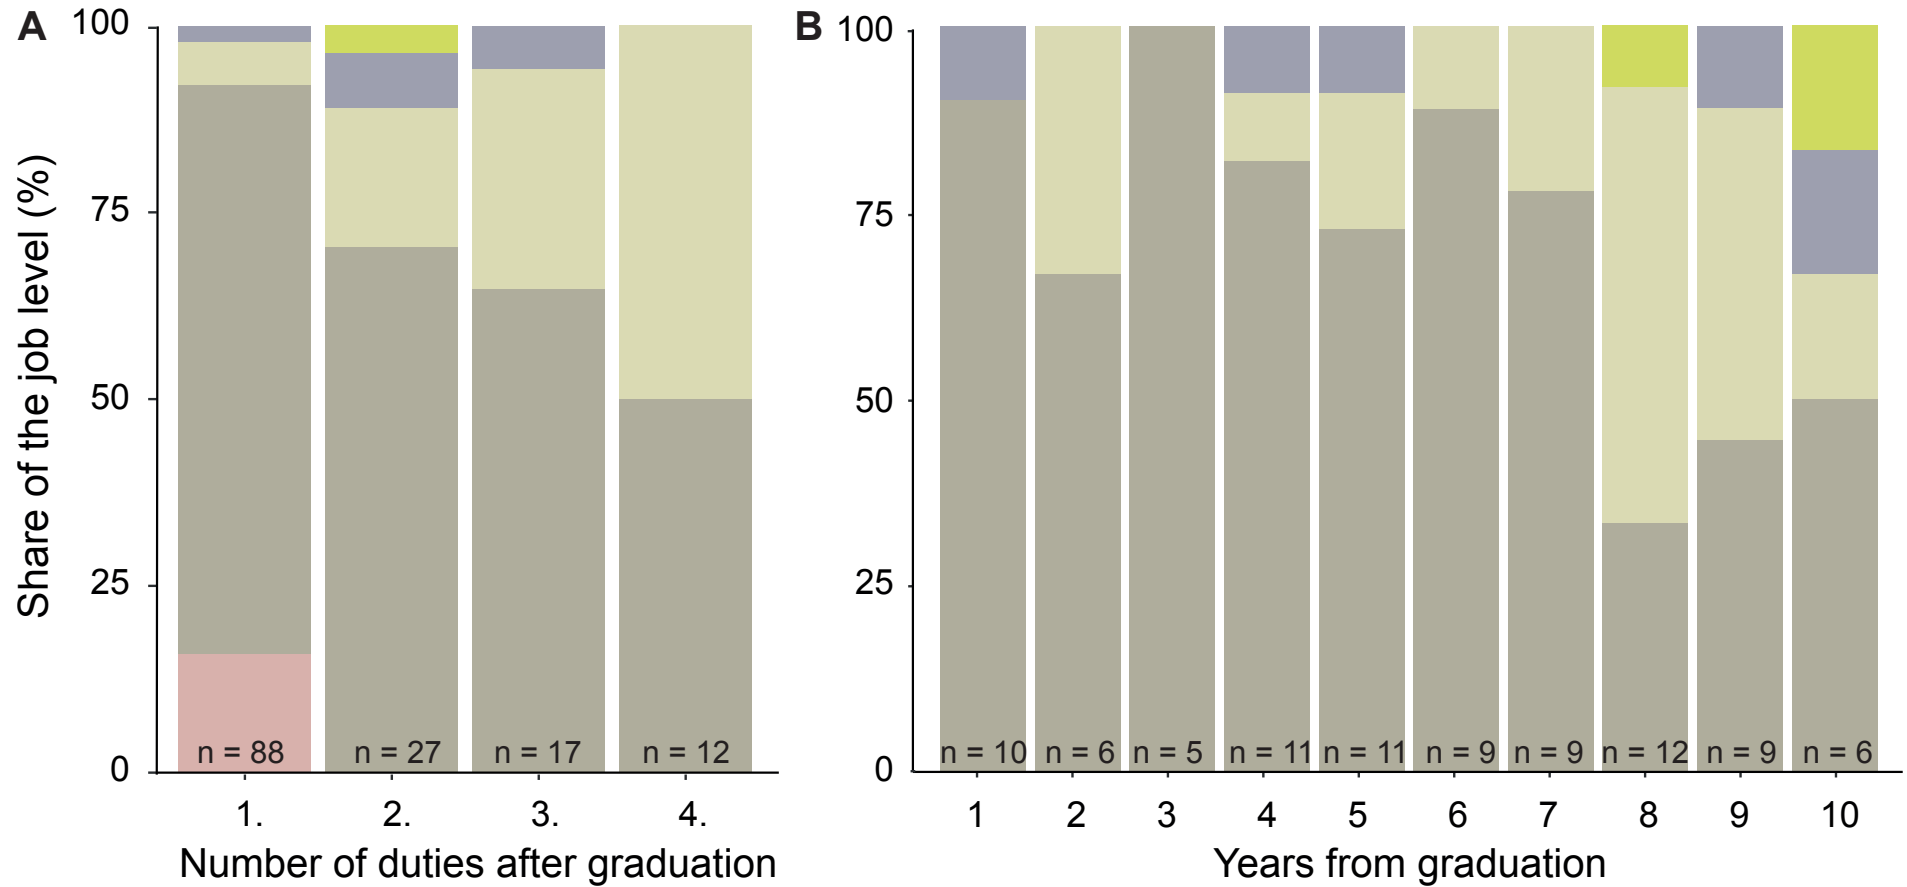 A
Share of the job level (%)
100
75
50
25
0
n = 88
n = 27
n = 17
n = 12
1.
2.
3.
4.
Number of duties after graduation
B
100
75
50
25
0
n = 10
n = 6
n = 5
n = 11
n = 11
n = 9
n = 9
n = 12
n = 9
n = 6
1
2
3
4
5
6
7
8
9
10
Years from graduation